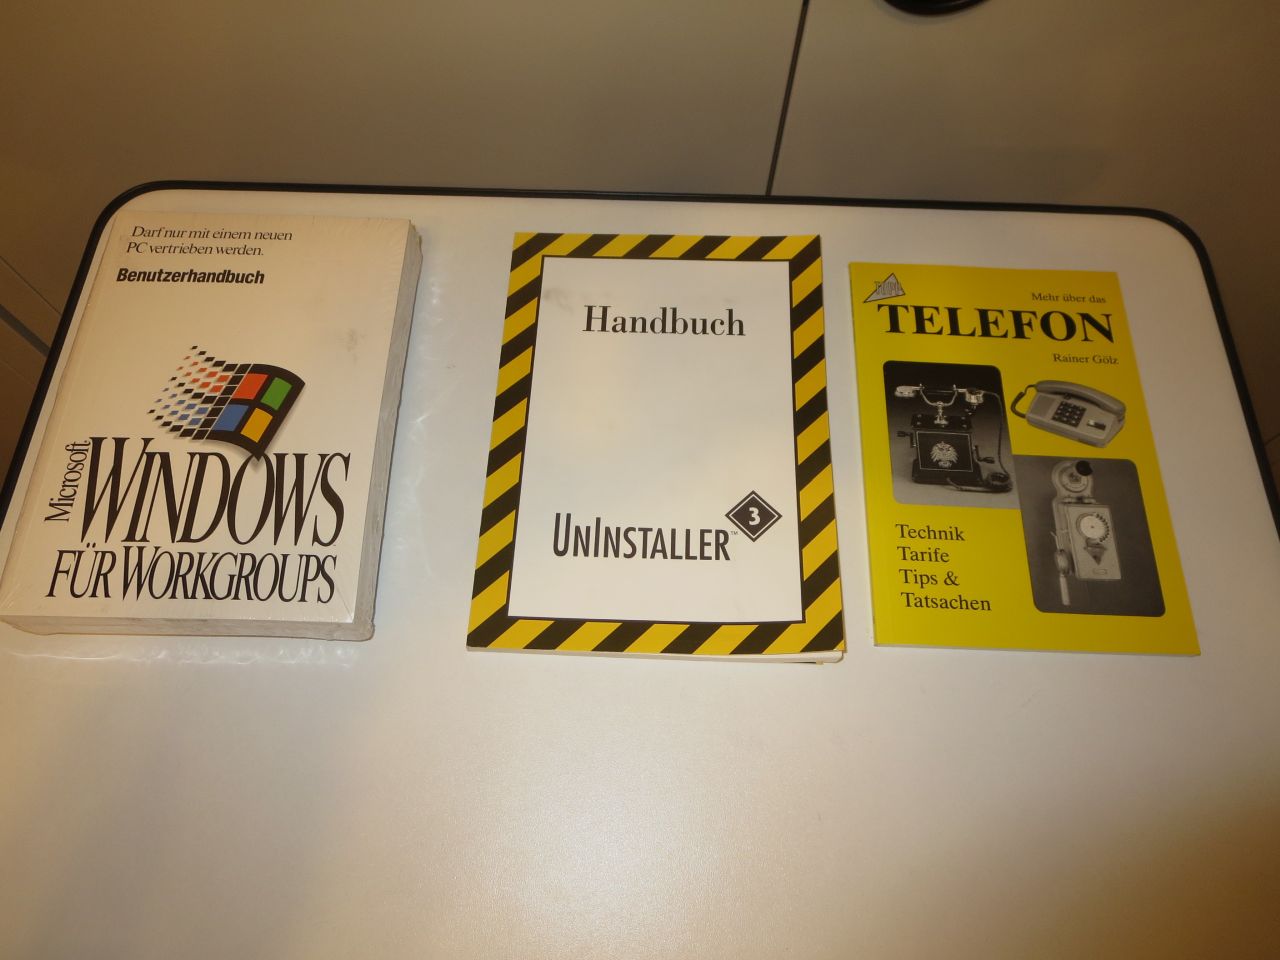 Darf nur mit einem neuen
PC vertrieben werden.
Benutzerhandbuch
Microsoft
WINDOWS
FÜR WORKGROUPS
Handbuch
UNINSTALLER™ 3
Mehr über das
TELEFON
Rainer Gölz
Technik
Tarife
Tips &
Tatsachen